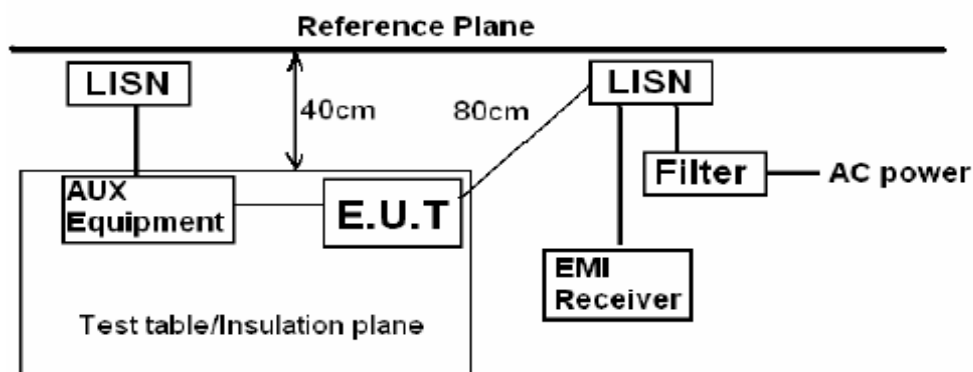 Reference Plane
LISN
40cm
80cm
LISN
AUX
Equipment
E.U.T
Filter
AC power
EMI
Receiver
Test table/Insulation plane